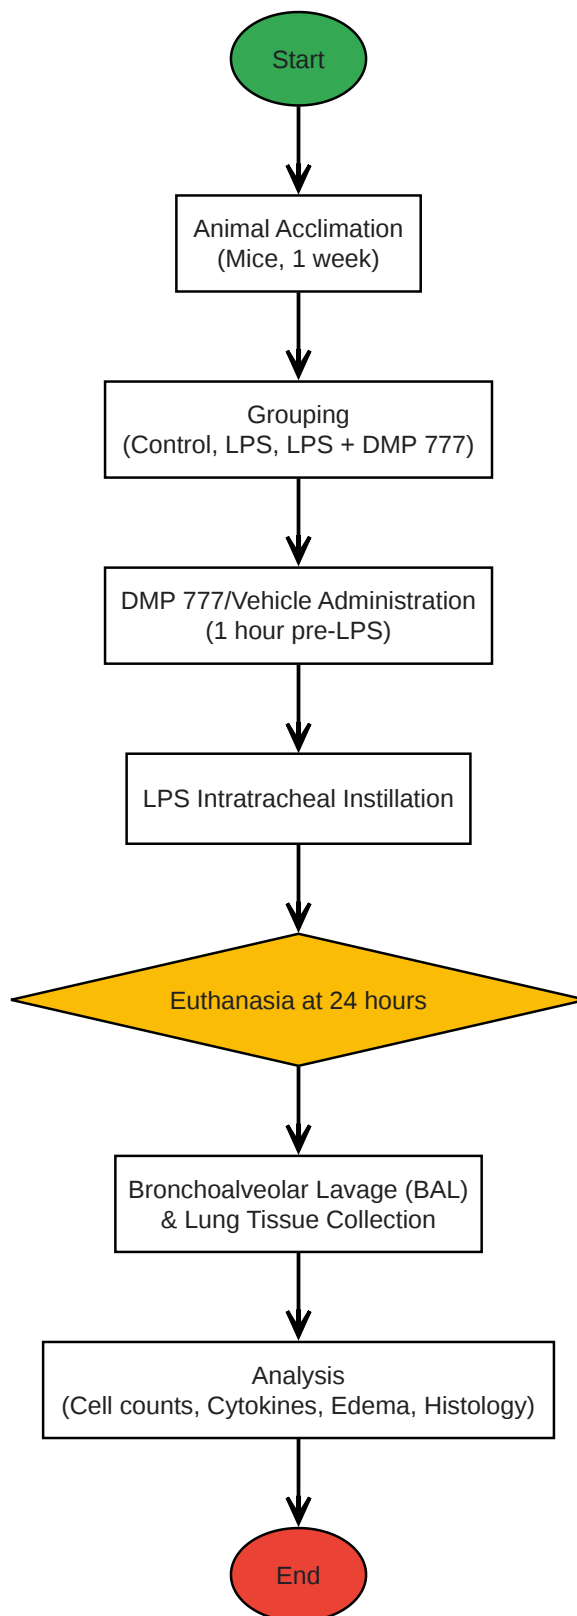 Start
Animal Acclimation
(Mice, 1 week)
Grouping
(Control, LPS, LPS + DMP 777)
DMP 777/Vehicle Administration
(1 hour pre-LPS)
LPS Intratracheal Instillation
Euthanasia at 24 hours
Bronchoalveolar Lavage (BAL)
& Lung Tissue Collection
Analysis
(Cell counts, Cytokines, Edema, Histology)
End